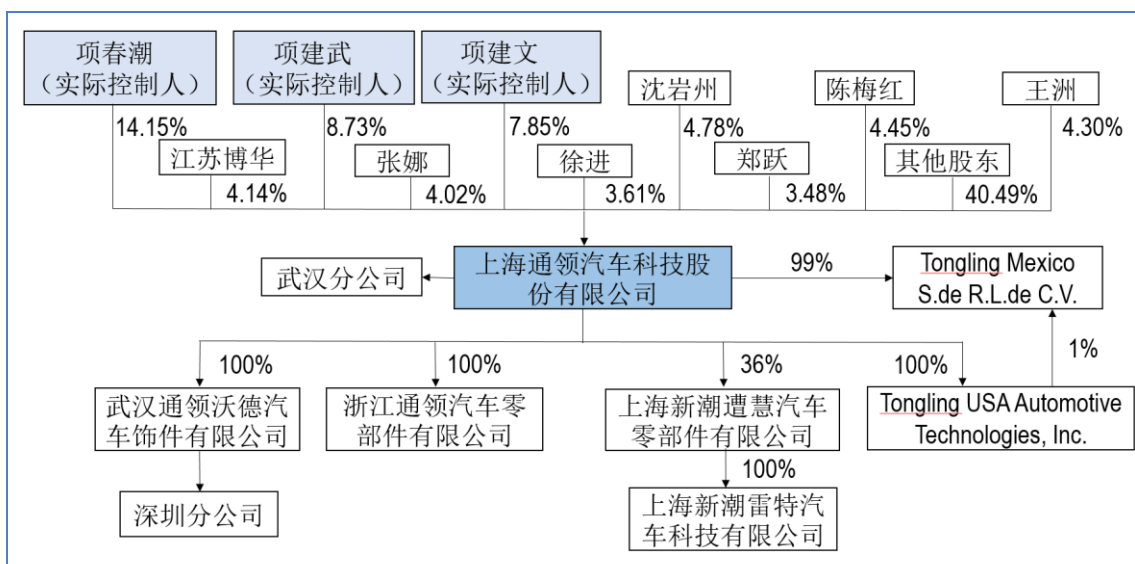 项春潮
（实际控制人）
项建武
（实际控制人）
项建文
（实际控制人）
沈岩州
陈梅红
王洲
14.15%
8.73%
7.85%
4.78%
4.45%
4.30%
江苏博华
张娜
徐进
郑跃
其他股东
4.14%
4.02%
3.61%
3.48%
40.49%
武汉分公司
上海通领汽车科技股
份有限公司
99%
Tongling Mexico
S.de R.L.de C.V.
100%
100%
36%
100%
1%
武汉通领沃德汽
车饰件有限公司
浙江通领汽车零
部件有限公司
上海新潮遭慧汽车
零部件有限公司
Tongling USA Automotive
Technologies, Inc.
100%
深圳分公司
上海新潮雷特汽
车科技有限公司